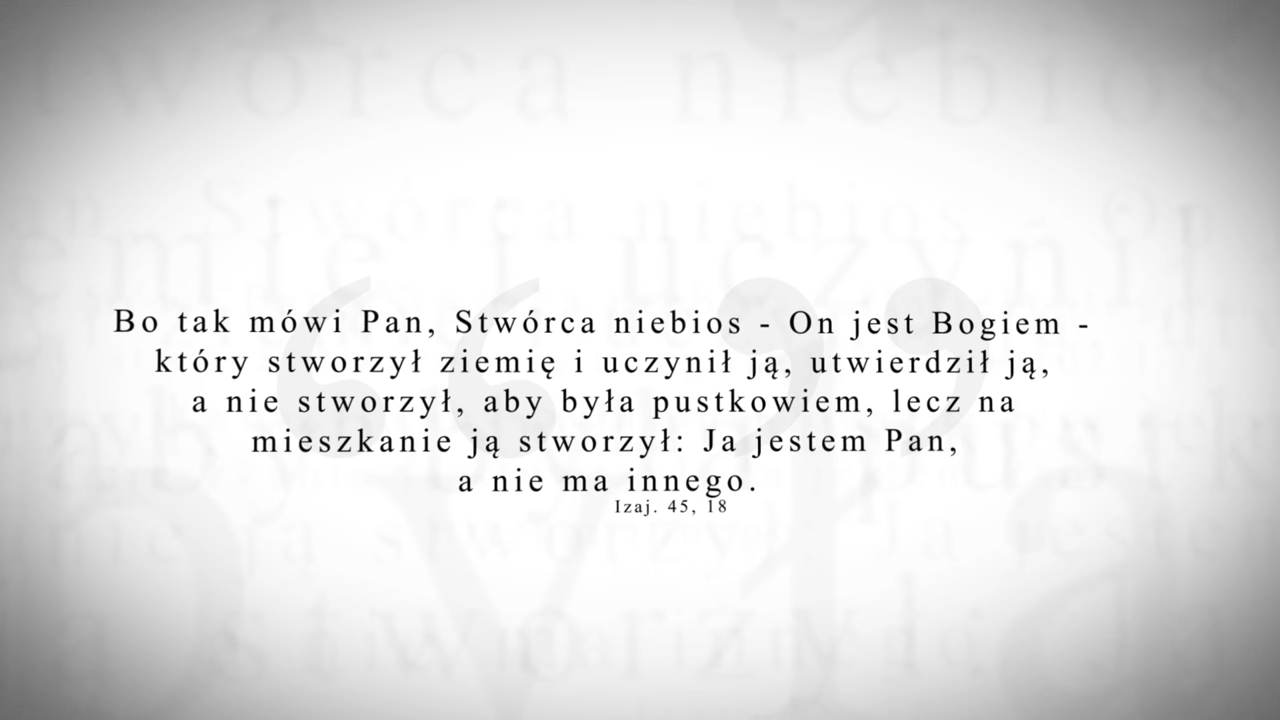 Bo tak mówi Pan, Stwórca niebios - On jest Bogiem -
który stworzył ziemię i uczynił ją, utwierdził ją,
a nie stworzył, aby była pustkowiem, lecz na
mieszkanie ją stworzył: Ja jestem Pan,
a nie ma innego.
Izaj. 45, 18